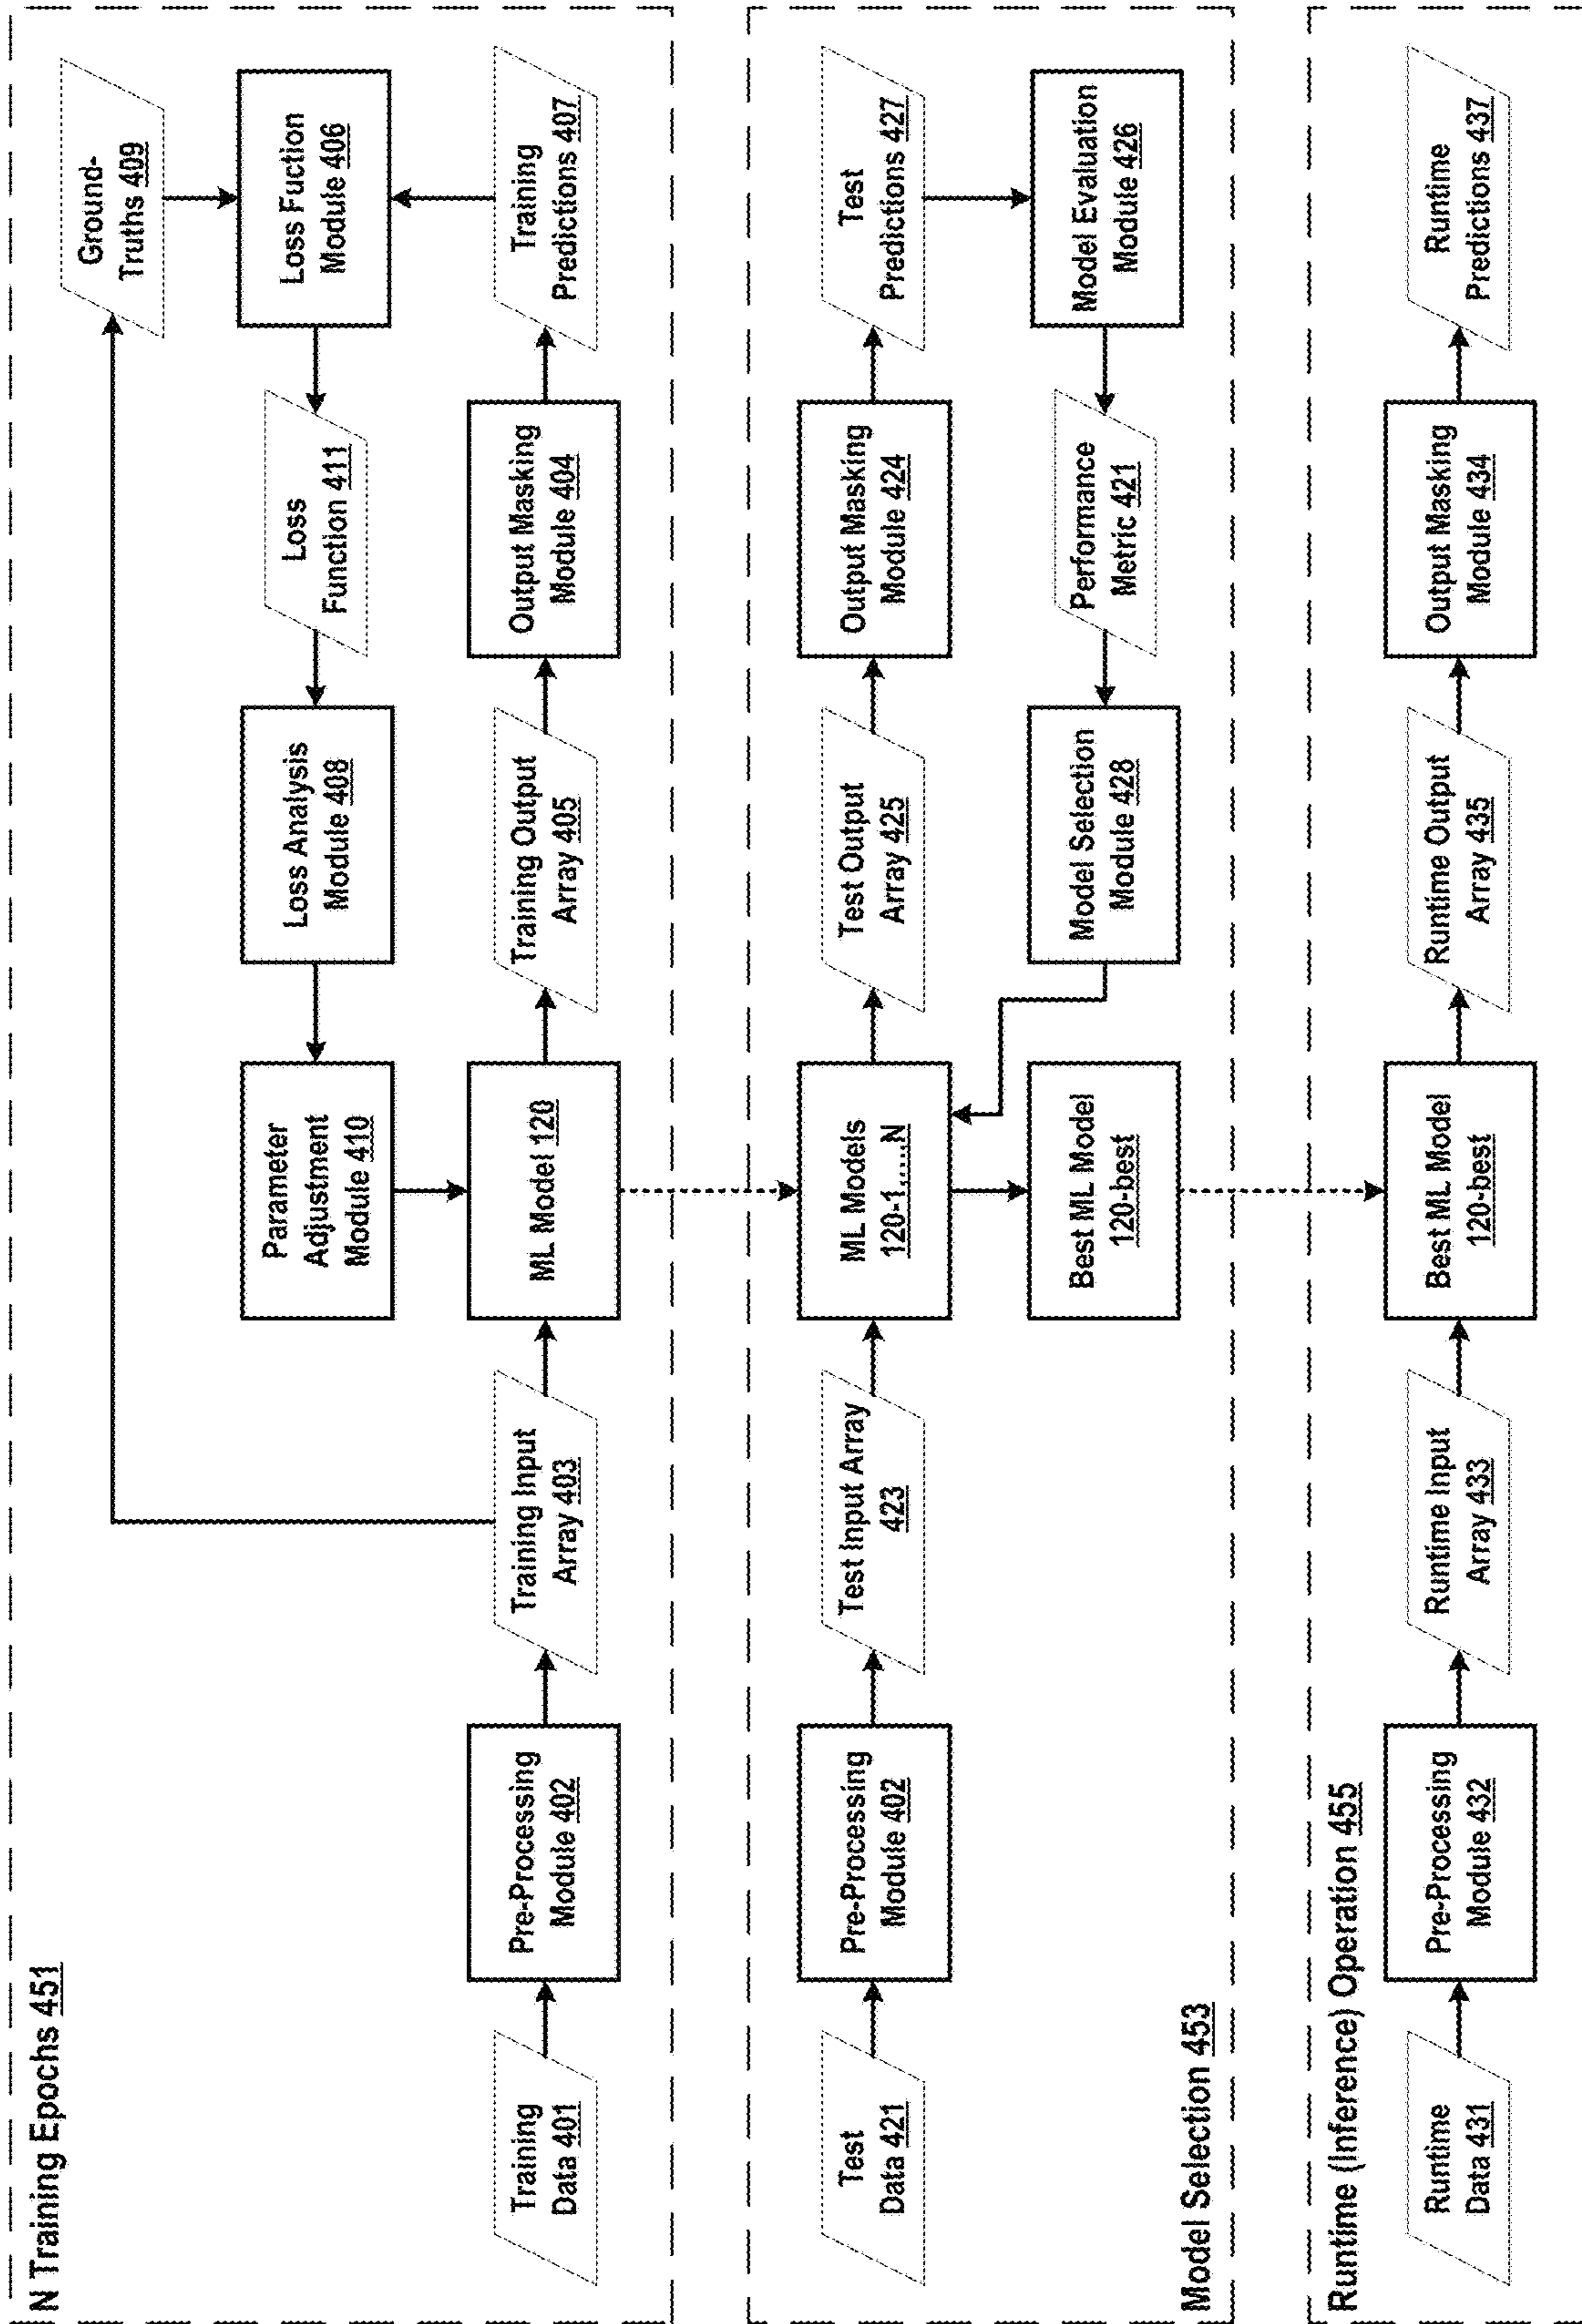 N Training Epochs 451
Ground-
Truths 409
Parameter
Adjustment
Module 410
Loss Analysis
Module 408
Loss
Function 411
Loss Fuction
Module 406
Training
Data 401
Pre-Processing
Module 402
Training Input
Array 403
ML Model 120
Training Output
Array 405
Output Masking
Module 404
Training
Predictions 407
Test
Data 421
Pre-Processing
Module 402
Test Input Array
423
ML Models
120-1,...,N
Test Output
Array 425
Output Masking
Module 424
Test
Predictions 427
Best ML Model
120-best
Model Selection
Module 428
Performance
Metric 421
Model Evaluation
Module 426
Model Selection 453
Runtime (Inference) Operation 455
Runtime
Data 431
Pre-Processing
Module 432
Runtime Input
Array 433
Best ML Model
120-best
Runtime Output
Array 435
Output Masking
Module 434
Runtime
Predictions 437